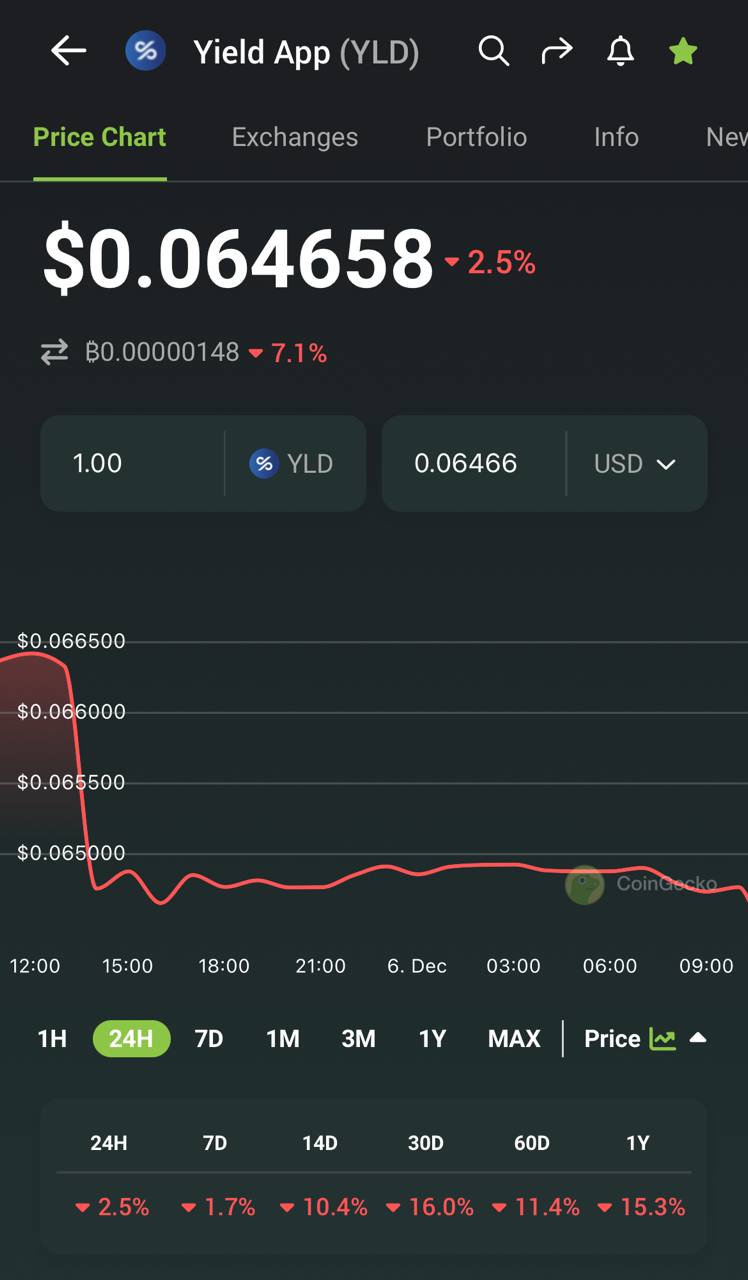 Yield App (YLD)
Price Chart Exchanges Portfolio Info New
$0.064658 2.5%
₿0.00000148 7.1%
1.00 YLD 0.06466 USD
$0.066500
$0.066000
$0.065500
$0.065000
CoinGecko
12:00 15:00 18:00 21:00 6. Dec 03:00 06:00 09:00
1H 24H 7D 1M 3M 1Y MAX Price
24H 7D 14D 30D 60D 1Y
2.5% 1.7% 10.4% 16.0% 11.4% 15.3%